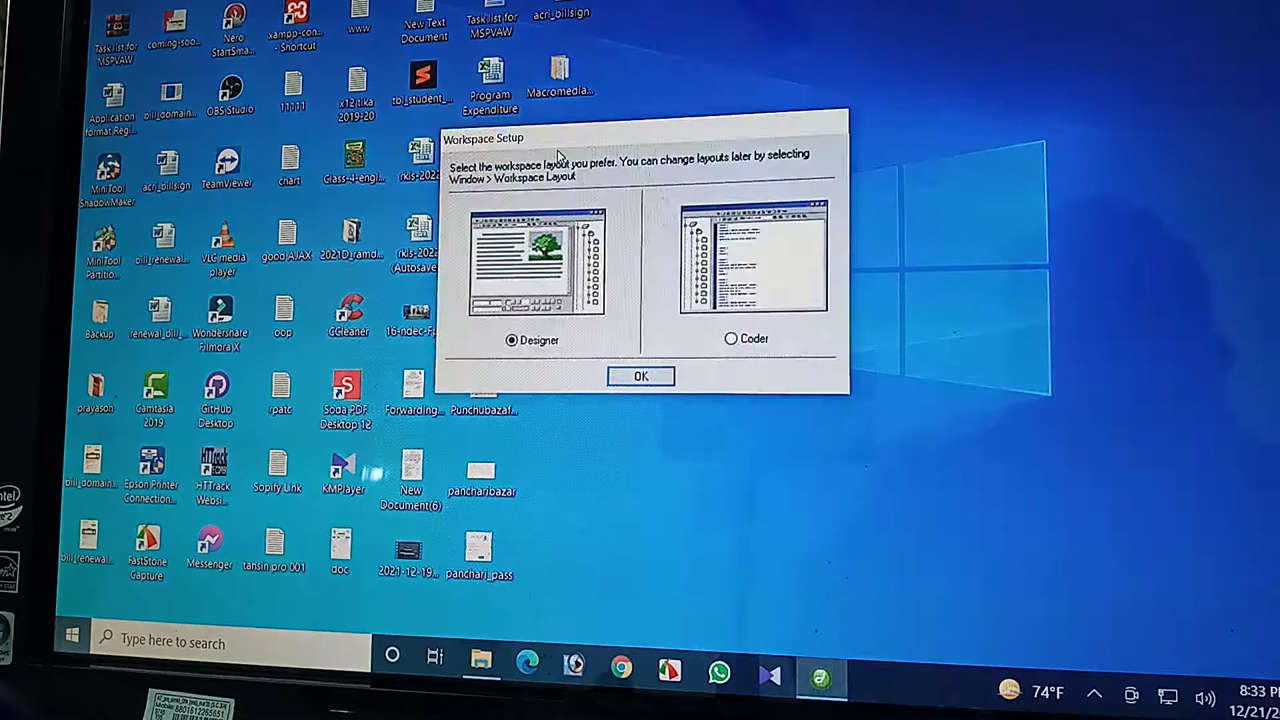 Task list for
MSPVAW
coming-soo...
Nero
StartSma...
xampp-con...
- Shortcut
www
New Text
Document
Task list for
MSPVAW
acri_billsign
Application
format Regi...
bill_domain...
OBS Studio
11111
x12 tika
2019-20
tbl_student_...
Program
Expenditure
Macromedia...
MiniTool
ShadowMaker
acri_billsign
TeamViewer
chart
Class-4-engl...
rkis-202
MiniTool
Partitio...
bill_renewal...
VLC media
player
good AJAX
2021D_ramd...
rkis-202
(Autosave
Backup
renewal_bill_...
Wondershare
Filmora X
oop
CCleaner
16-ndec-F
prayason
Camtasia
2019
GitHub
Desktop
rpatc
Soda PDF
Desktop 12
Forwarding...
Punchubazaf...
bill_domain...
Epson Printer
Connection...
HTTrack
Websi...
Sopify Link
KMPlayer
New
Document(6)
pancharibazar
bill_renewal...
FastStone
Capture
Messenger
tahsin pro 001
doc
2021-12-19...
panchari_pass
Workspace Setup
Select the workspace layout you prefer. You can change layouts later by selecting
Window > Workspace Layout
Designer
Coder
OK
Type here to search
74°F
8:33 P
12/21/2